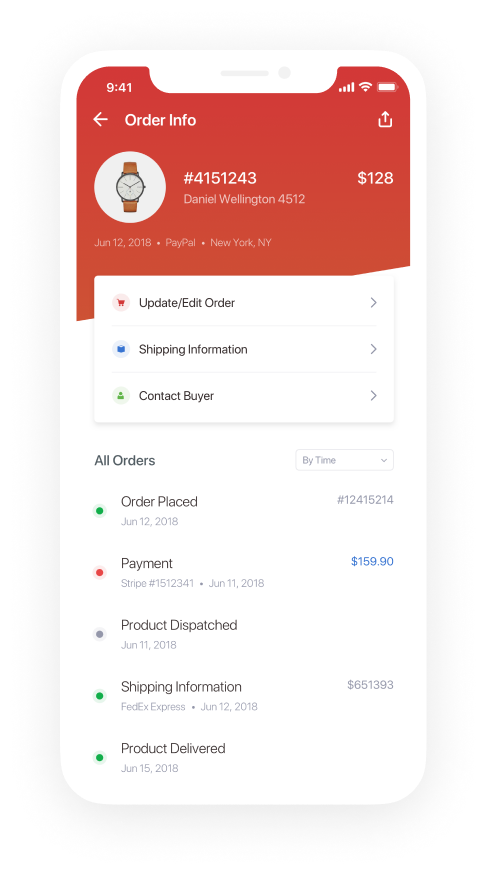 9:41
Order Info
#4151243 $128
Daniel Wellington 4512
Jun 12, 2018 • PayPal • New York, NY
Update/Edit Order
Shipping Information
Contact Buyer
All Orders By Time
Order Placed #12415214
Jun 12, 2018
Payment $159.90
Stripe #1512341 • Jun 11, 2018
Product Dispatched
Jun 11, 2018
Shipping Information $651393
FedEx Express • Jun 12, 2018
Product Delivered
Jun 15, 2018